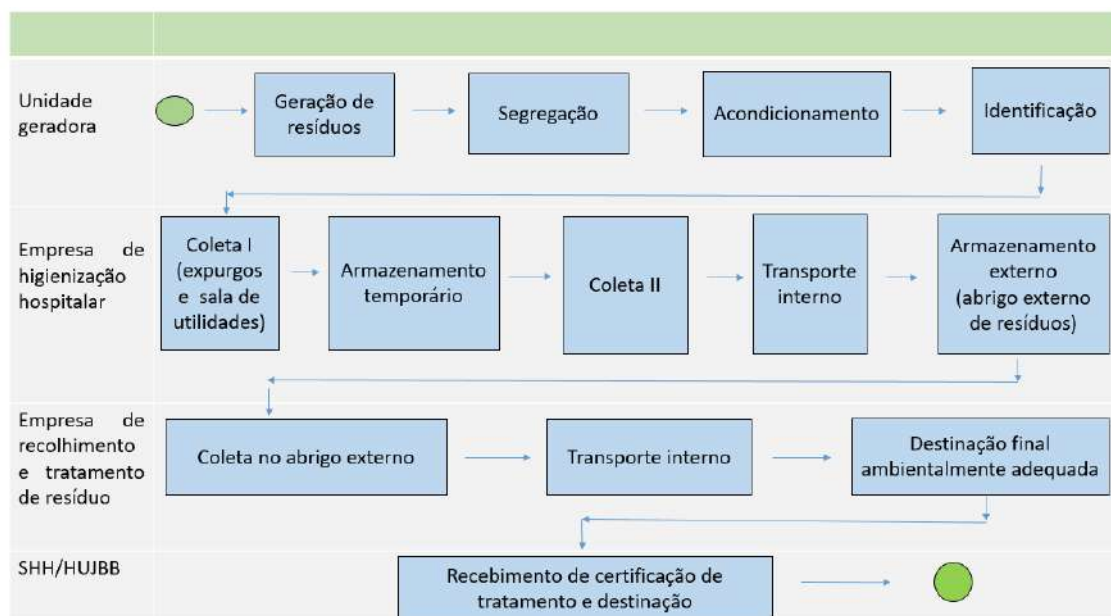 Unidade
geradora
Geração de
resíduos
Segregação
Acondicionamento
Identificação
Empresa de
higienização
hospitalar
Coleta I
(expurgos
e sala de
utilidades)
Armazenamento
temporário
Coleta II
Transporte
interno
Armazenamento
externo
(abrigo externo
de resíduos)
Empresa de
recolhimento
e tratamento
de resíduo
Coleta no abrigo externo
Transporte interno
Destinação final
ambientalmente adequada
SHH/HUJBB
Recebimento de certificação de
tratamento e destinação